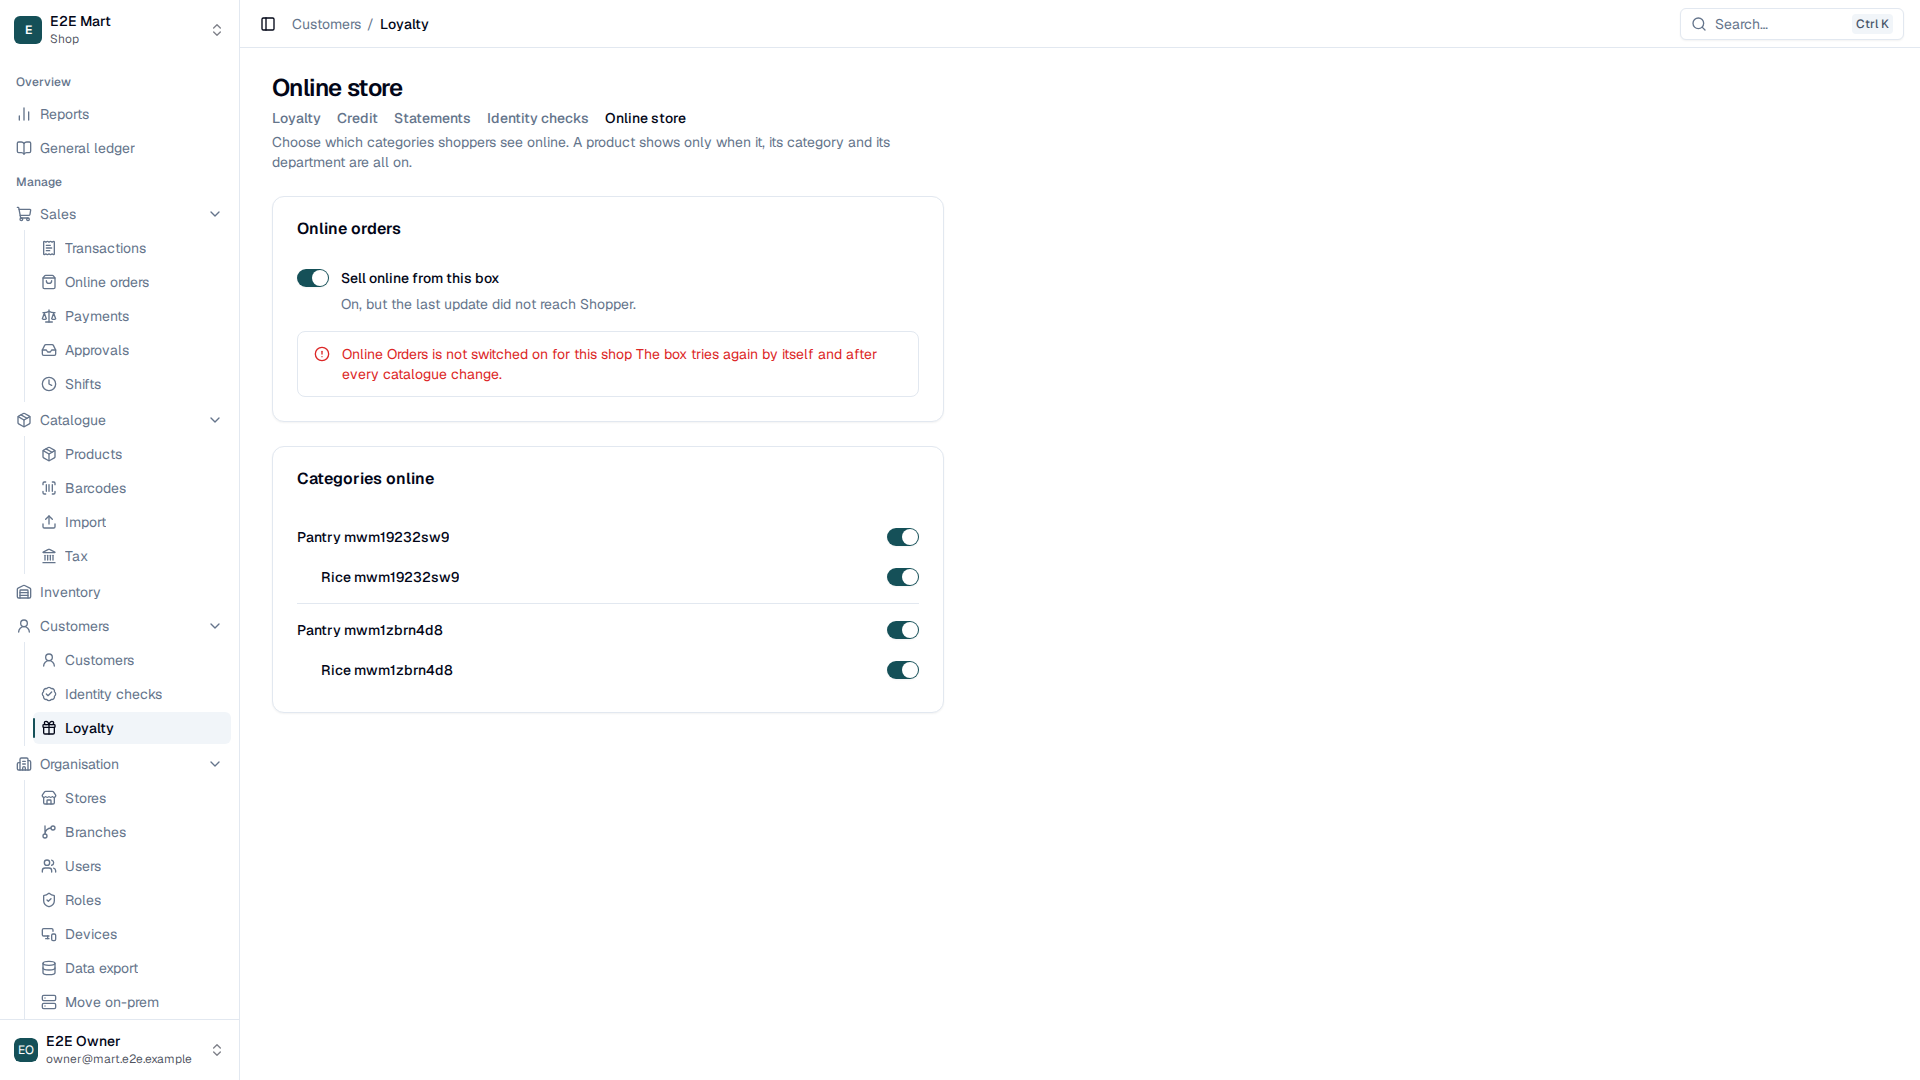 E
E2E Mart
Shop
Customers / Loyalty
Search...
Ctrl K
Overview
Reports
General ledger
Manage
Sales
Transactions
Online orders
Payments
Approvals
Shifts
Catalogue
Products
Barcodes
Import
Tax
Inventory
Customers
Customers
Identity checks
Loyalty
Organisation
Stores
Branches
Users
Roles
Devices
Data export
Move on-prem
EO
E2E Owner
owner@mart.e2e.example
Online store
Loyalty Credit Statements Identity checks Online store
Choose which categories shoppers see online. A product shows only when it, its category and its
department are all on.
Online orders
Sell online from this box
On, but the last update did not reach Shopper.
Online Orders is not switched on for this shop The box tries again by itself and after
every catalogue change.
Categories online
Pantry mwm19232sw9
Rice mwm19232sw9
Pantry mwm1zbrn4d8
Rice mwm1zbrn4d8